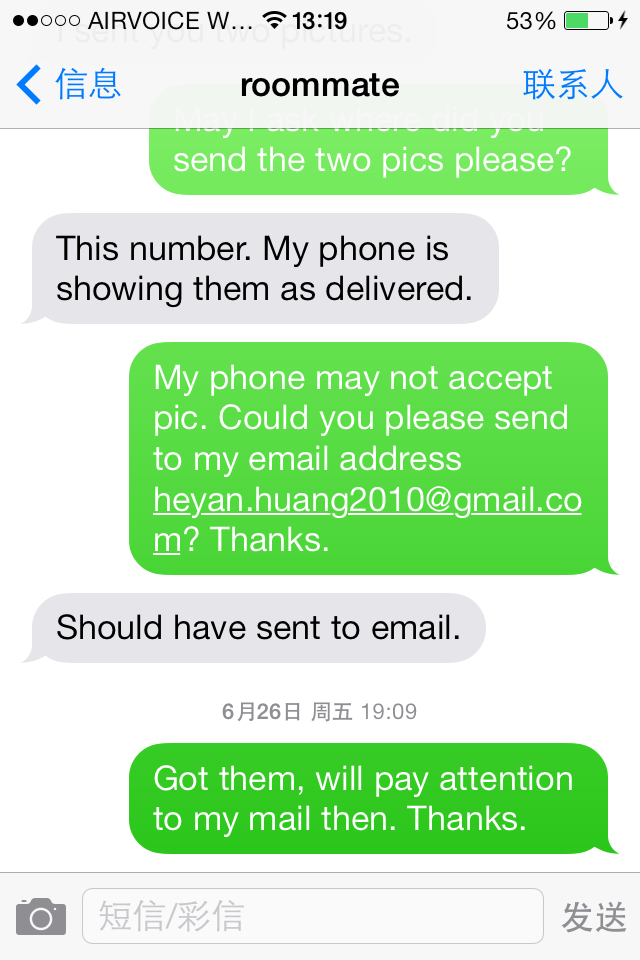 AIRVOICE W... 13:19 53%
I sent you two pictures.
信息 roommate 联系人
May I ask where did you
send the two pics please?
This number. My phone is
showing them as delivered.
My phone may not accept
pic. Could you please send
to my email address
heyan.huang2010@gmail.co
m? Thanks.
Should have sent to email.
6月26日 周五 19:09
Got them, will pay attention
to my mail then. Thanks.
短信/彩信 发送